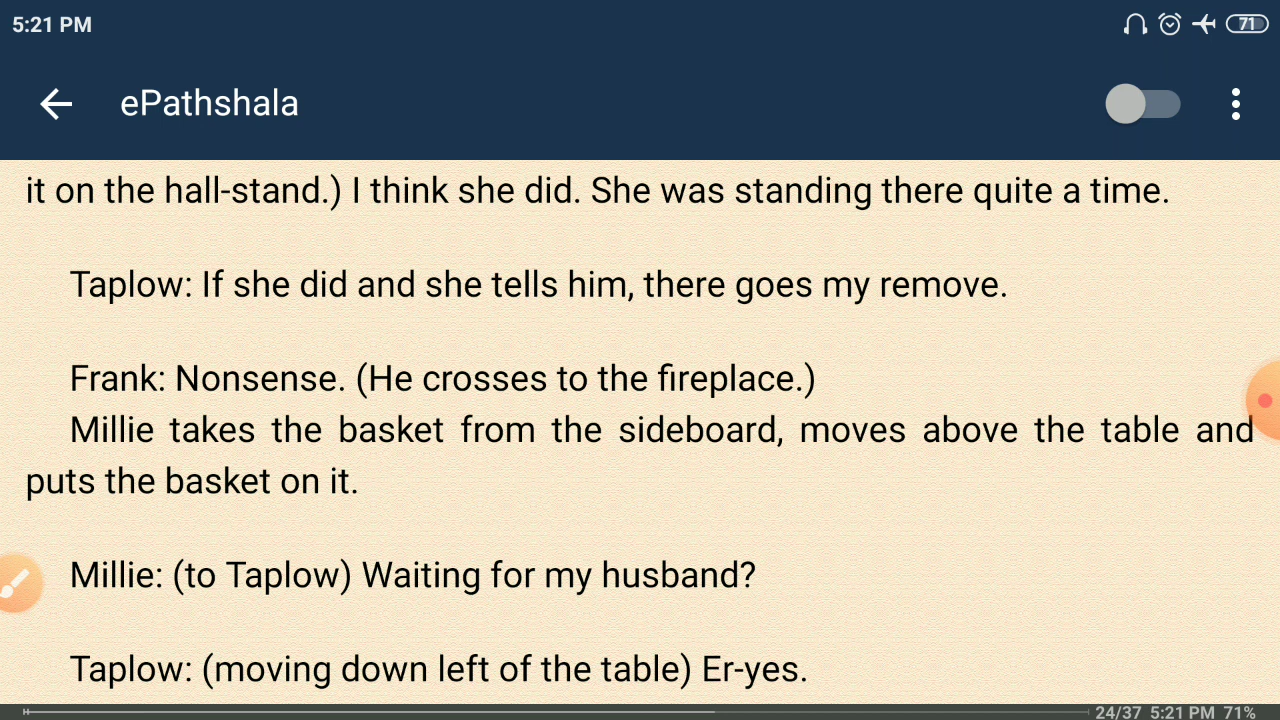 5:21 PM
71
ePathshala
it on the hall-stand.) I think she did. She was standing there quite a time.
Taplow: If she did and she tells him, there goes my remove.
Frank: Nonsense. (He crosses to the fireplace.)
Millie takes the basket from the sideboard, moves above the table and
puts the basket on it.
Millie: (to Taplow) Waiting for my husband?
Taplow: (moving down left of the table) Er-yes.
24/37 5:21 PM 71%